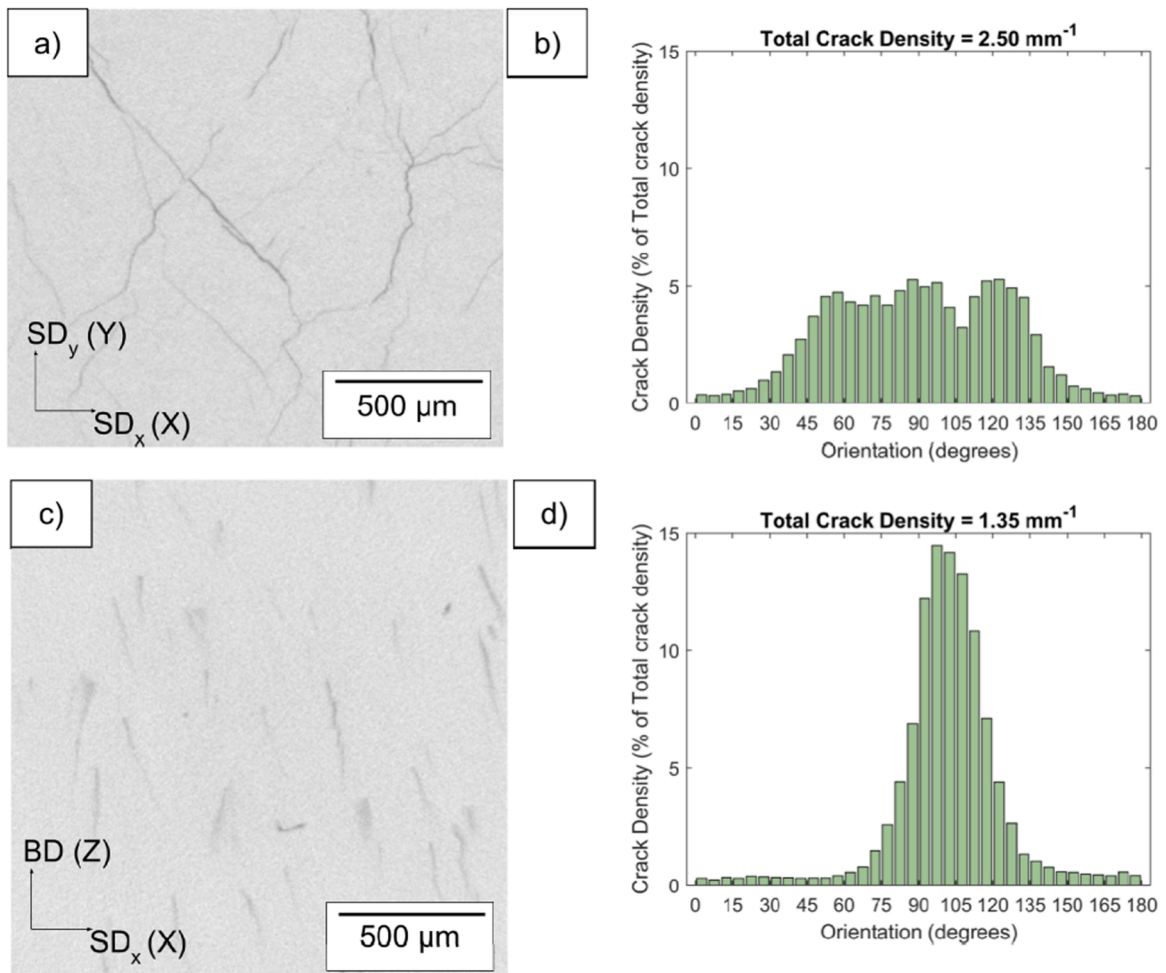 a)
SDy (Y)
SDx (X)
500 µm
b)
Total Crack Density = 2.50 mm-1
Crack Density (% of Total crack density)
15
10
5
0
0 15 30 45 60 75 90 105 120 135 150 165 180
Orientation (degrees)
c)
BD (Z)
SDx (X)
500 µm
d)
Total Crack Density = 1.35 mm-1
Crack Density (% of Total crack density)
15
10
5
0
0 15 30 45 60 75 90 105 120 135 150 165 180
Orientation (degrees)